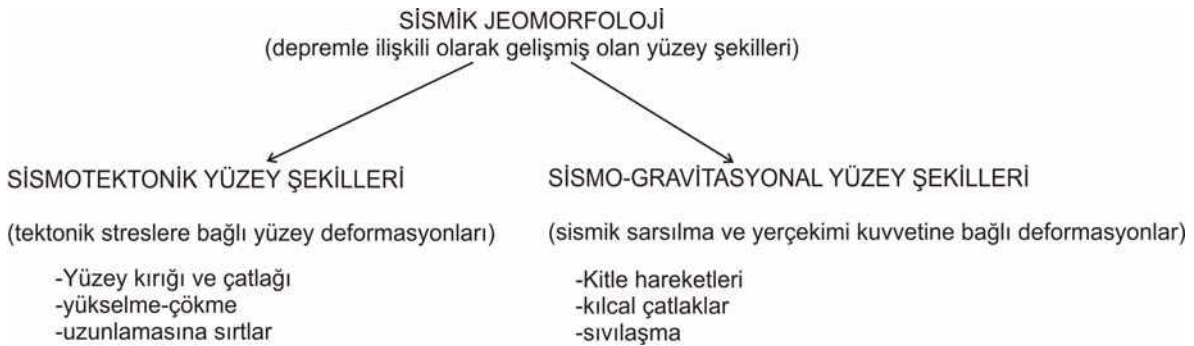 SİSMİK JEOMORFOLOJİ
(depremle ilişkili olarak gelişmiş olan yüzey şekilleri)
SİSMOTEKTONİK YÜZEY ŞEKİLLERİ
(tektonik streslere bağlı yüzey deformasyonları)
-Yüzey kırığı ve çatlağı
-yükselme-çökme
-uzunlamasına sırtlar
SİSMO-GRAVİTASYONAL YÜZEY ŞEKİLLERİ
(sismik sarsılma ve yerçekimi kuvvetine bağlı deformasyonlar)
-Kitle hareketleri
-kılcal çatlaklar
-sıvılaşma